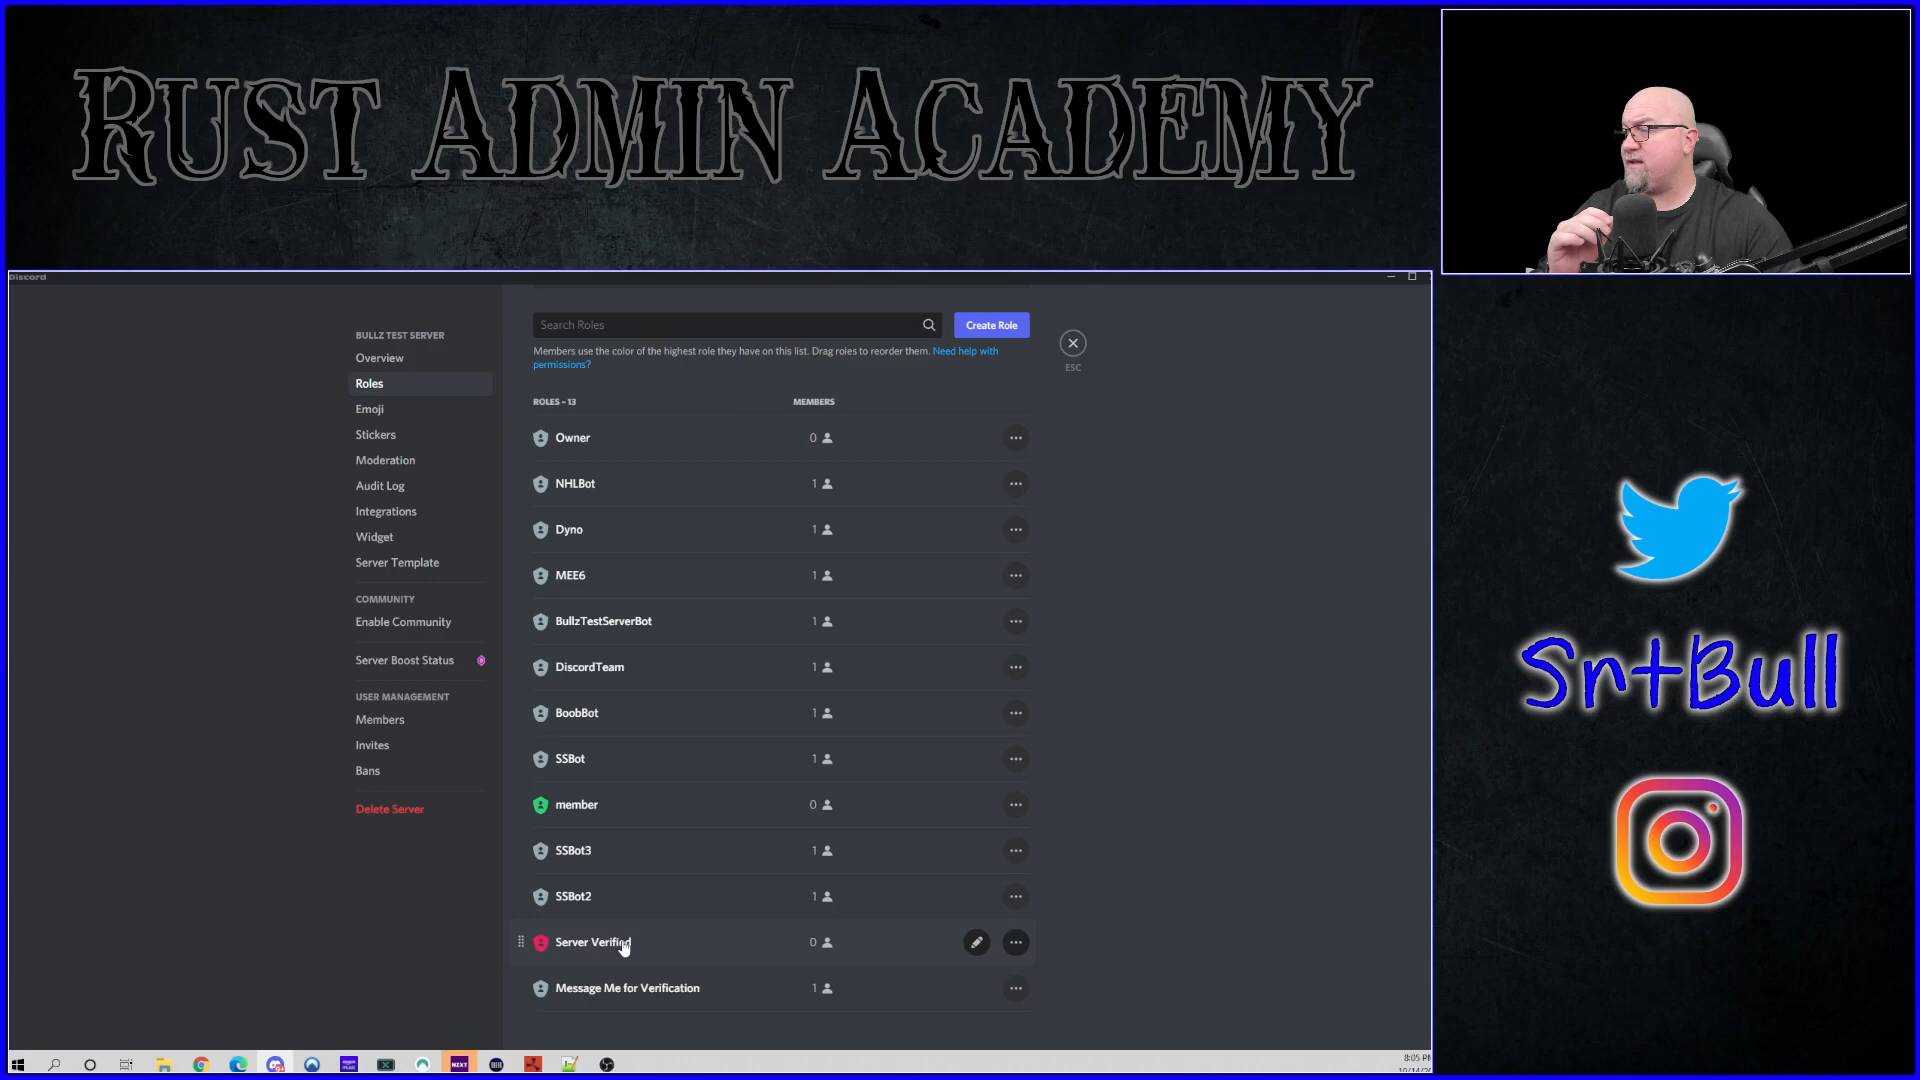 RUST ADMIN ACADEMY
Discord
BULLZ TEST SERVER
Overview
Roles
Emoji
Stickers
Moderation
Audit Log
Integrations
Widget
Server Template
COMMUNITY
Enable Community
Server Boost Status
USER MANAGEMENT
Members
Invites
Bans
Delete Server
Search Roles
Create Role
Members use the color of the highest role they have on this list. Drag roles to reorder them. Need help with
permissions?
ESC
ROLES – 13 MEMBERS
Owner 0
NHLBot 1
Dyno 1
MEE6 1
BullzTestServerBot 1
DiscordTeam 1
BoobBot 1
SSBot 1
member 0
SSBot3 1
SSBot2 1
Server Verified 0
Message Me for Verification 1
SntBull
NZXT
8:05 PM